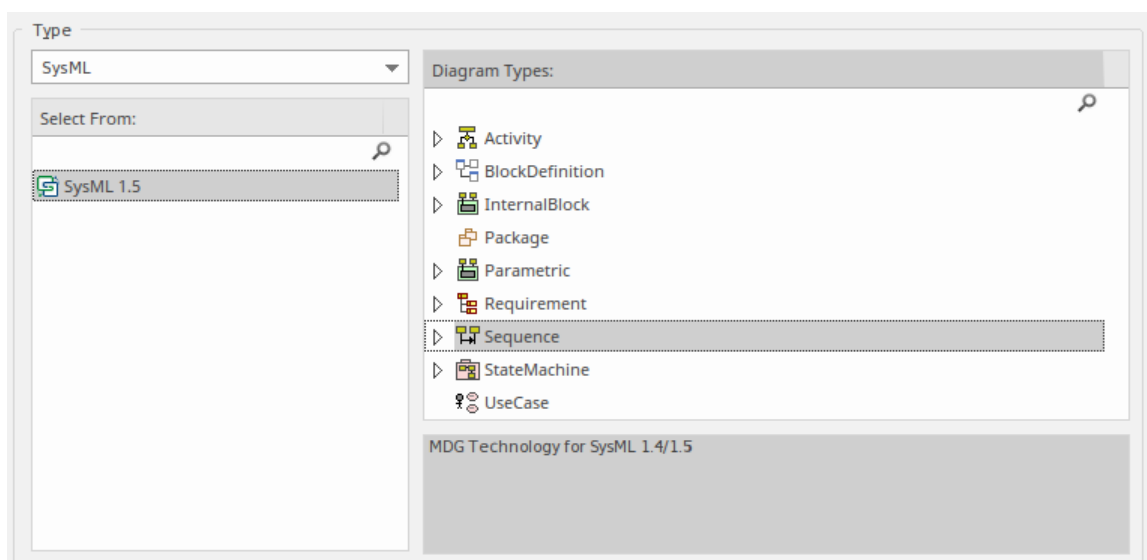 Type
SysML
Select From:
SysML 1.5
Diagram Types:
Activity
BlockDefinition
InternalBlock
Package
Parametric
Requirement
Sequence
StateMachine
UseCase
MDG Technology for SysML 1.4/1.5